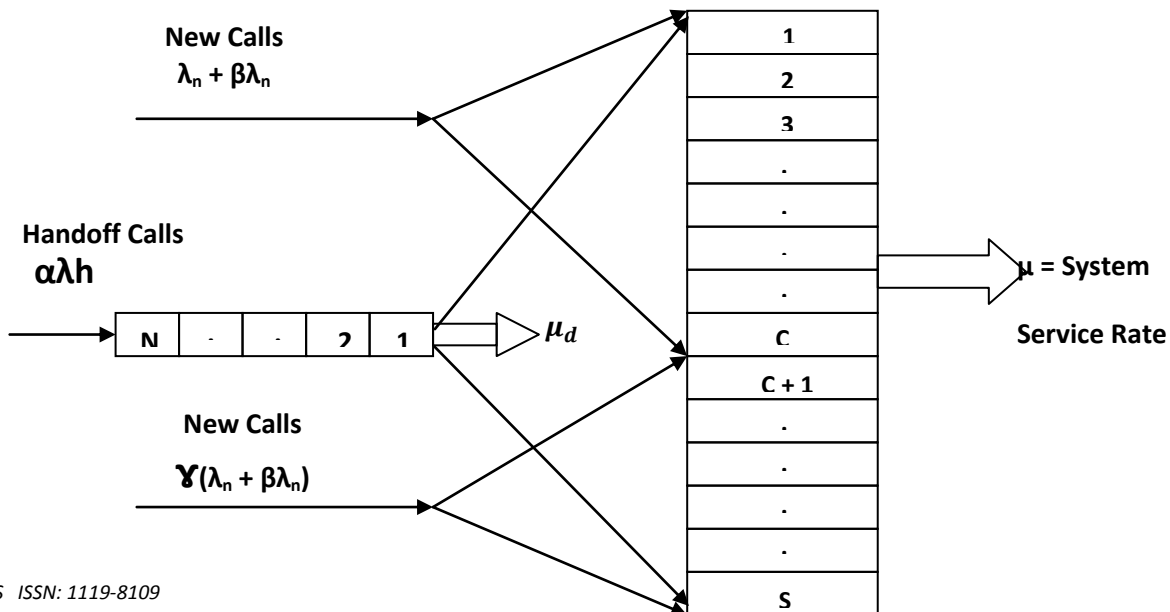 New Calls
λₙ + βλₙ
Handoff Calls
αλh
N . . 2 1
μ_d
New Calls
Ɣ(λₙ + βλₙ)
1
2
3
.
.
.
.
C
C + 1
.
.
.
.
S
μ = System
Service Rate
S ISSN: 1119-8109